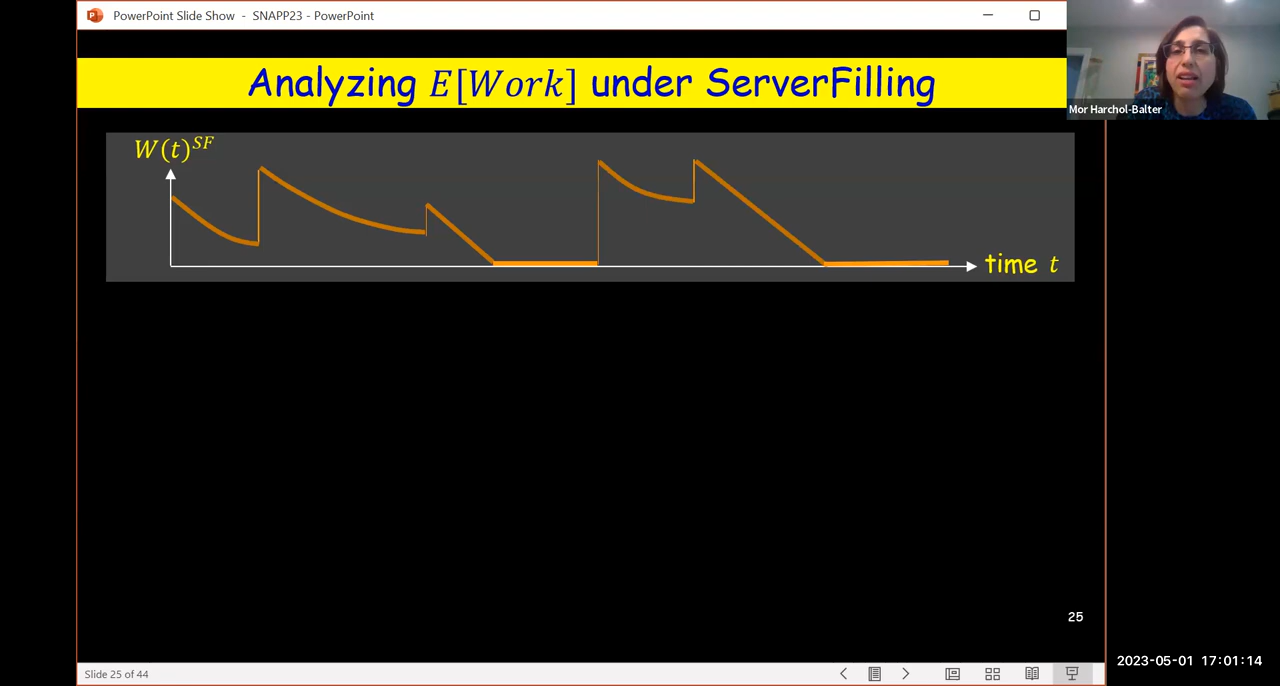 PowerPoint Slide Show - SNAPP23 - PowerPoint
Mor Harchol-Balter
Analyzing E[Work] under ServerFilling
W(t)^SF
time t
25
Slide 25 of 44
2023-05-01 17:01:14